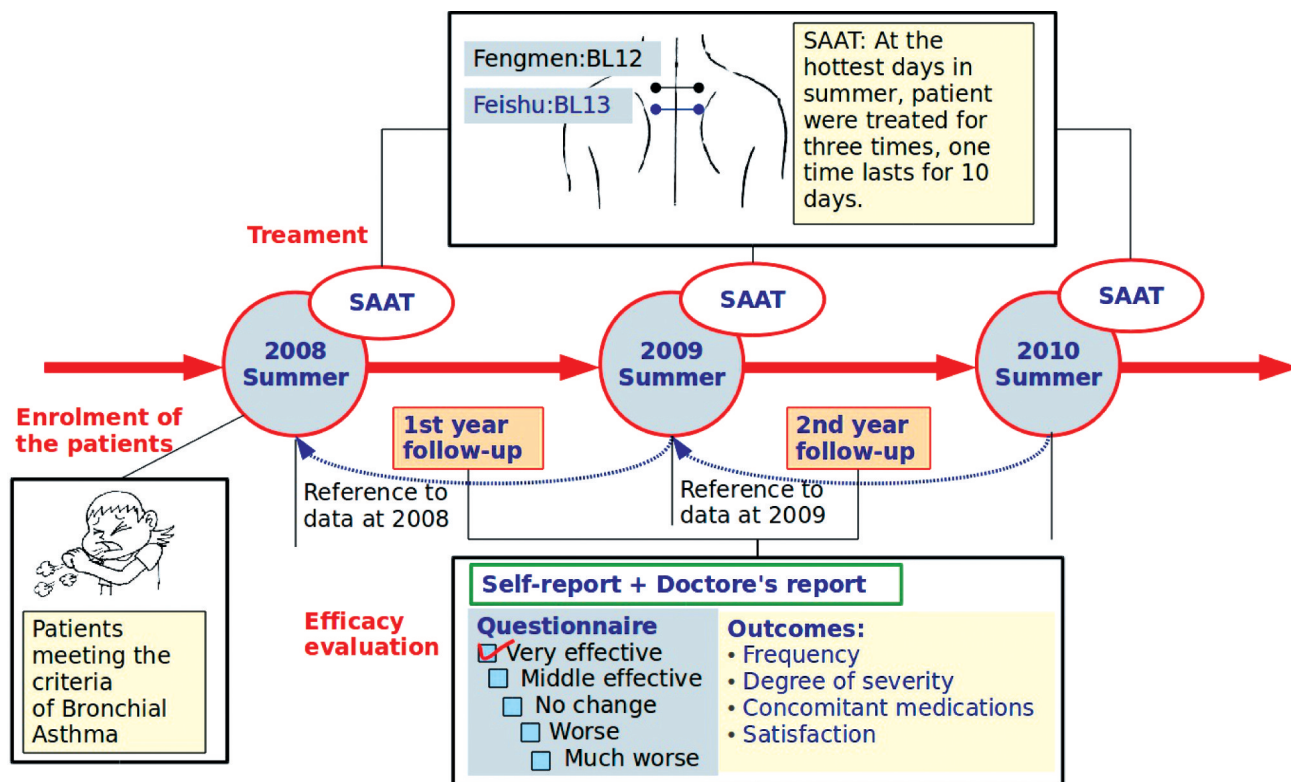 Fengmen:BL12
Feishu:BL13
SAAT: At the
hottest days in
summer, patient
were treated for
three times, one
time lasts for 10
days.
Treament
SAAT
SAAT
SAAT
2008
Summer
2009
Summer
2010
Summer
Enrolment of
the patients
1st year
follow-up
2nd year
follow-up
Reference to
data at 2008
Reference to
data at 2009
Patients
meeting the
criteria
of Bronchial
Asthma
Efficacy
evaluation
Self-report + Doctore's report
Questionnaire
Very effective
Middle effective
No change
Worse
Much worse
Outcomes:
• Frequency
• Degree of severity
• Concomitant medications
• Satisfaction